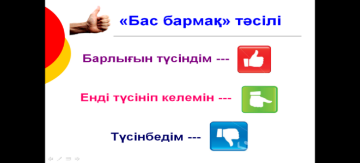 «Бас бармақ» тәсілі
Барлығын түсіндім ---
Енді түсініп келемін ---
Түсінбедім ---